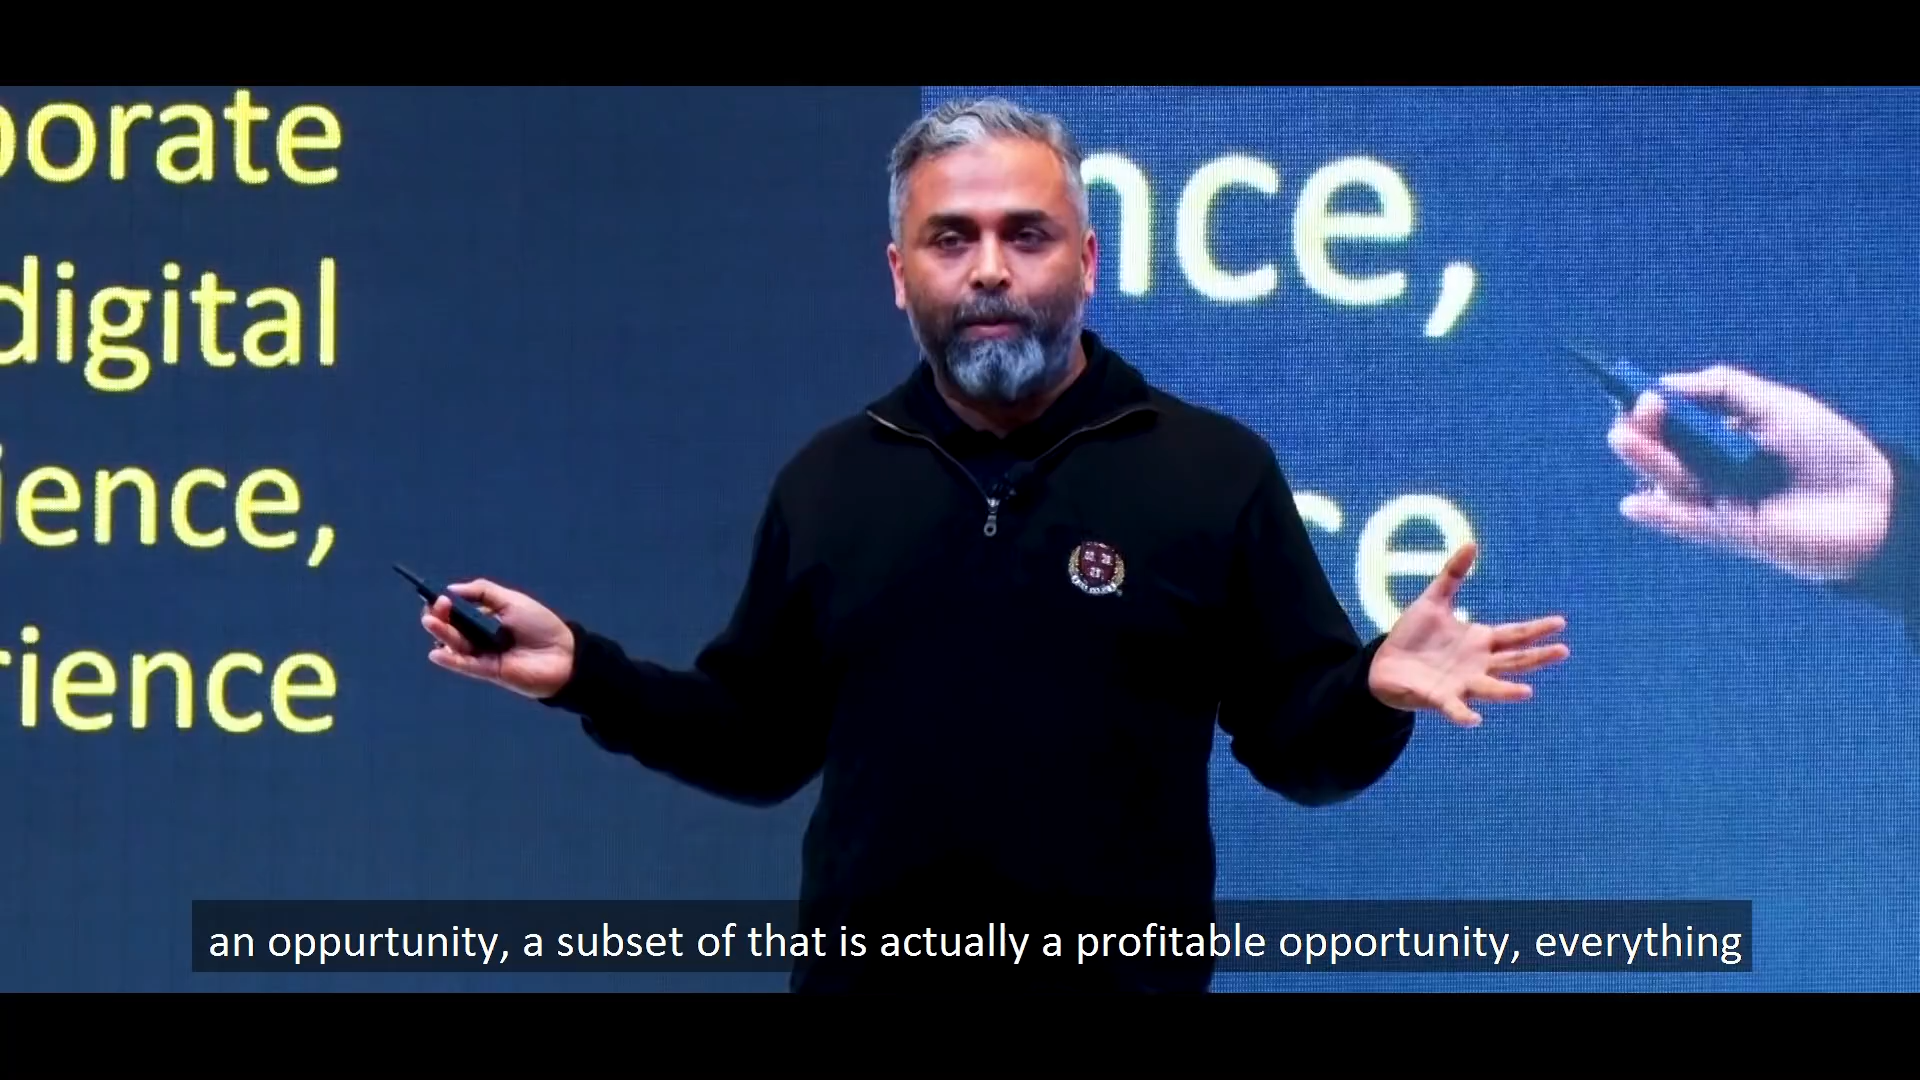 porate
digital
ience,
rience
nce,
ce
an oppurtunity, a subset of that is actually a profitable opportunity, everything